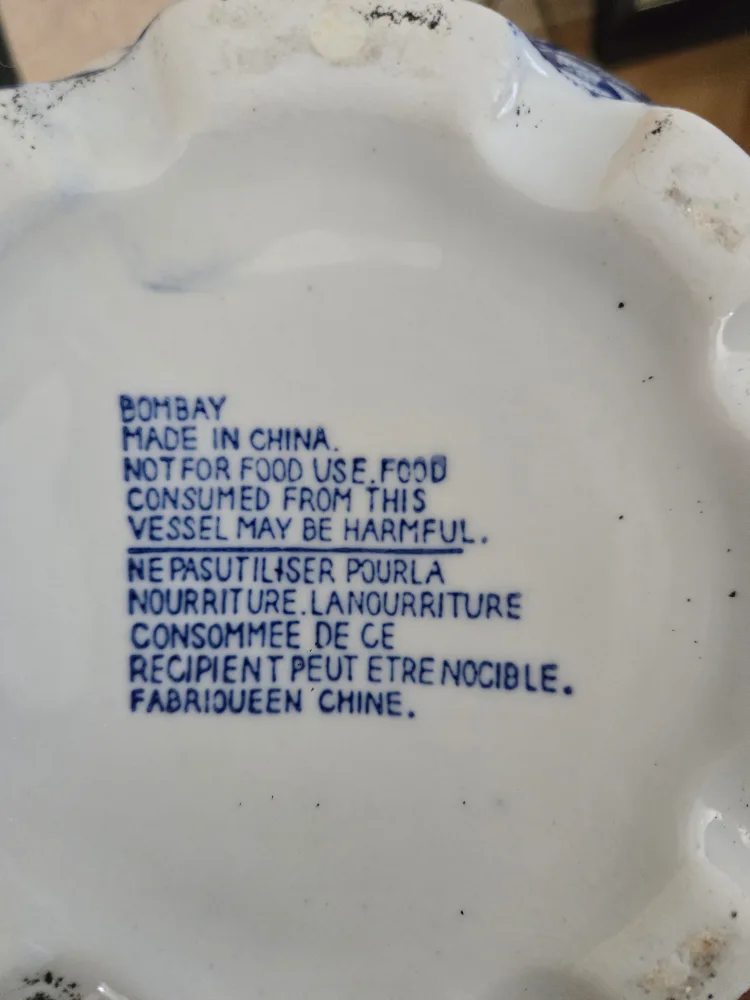 BOMBAY
MADE IN CHINA.
NOT FOR FOOD USE.FOOD
CONSUMED FROM THIS
VESSEL MAY BE HARMFUL.
NE PASUTILISER POURLA
NOURRITURE.LANOURRITURE
CONSOMMEE DE CE
RECIPIENT PEUT ETRE NOCIBLE.
FABRIQUEEN CHINE.